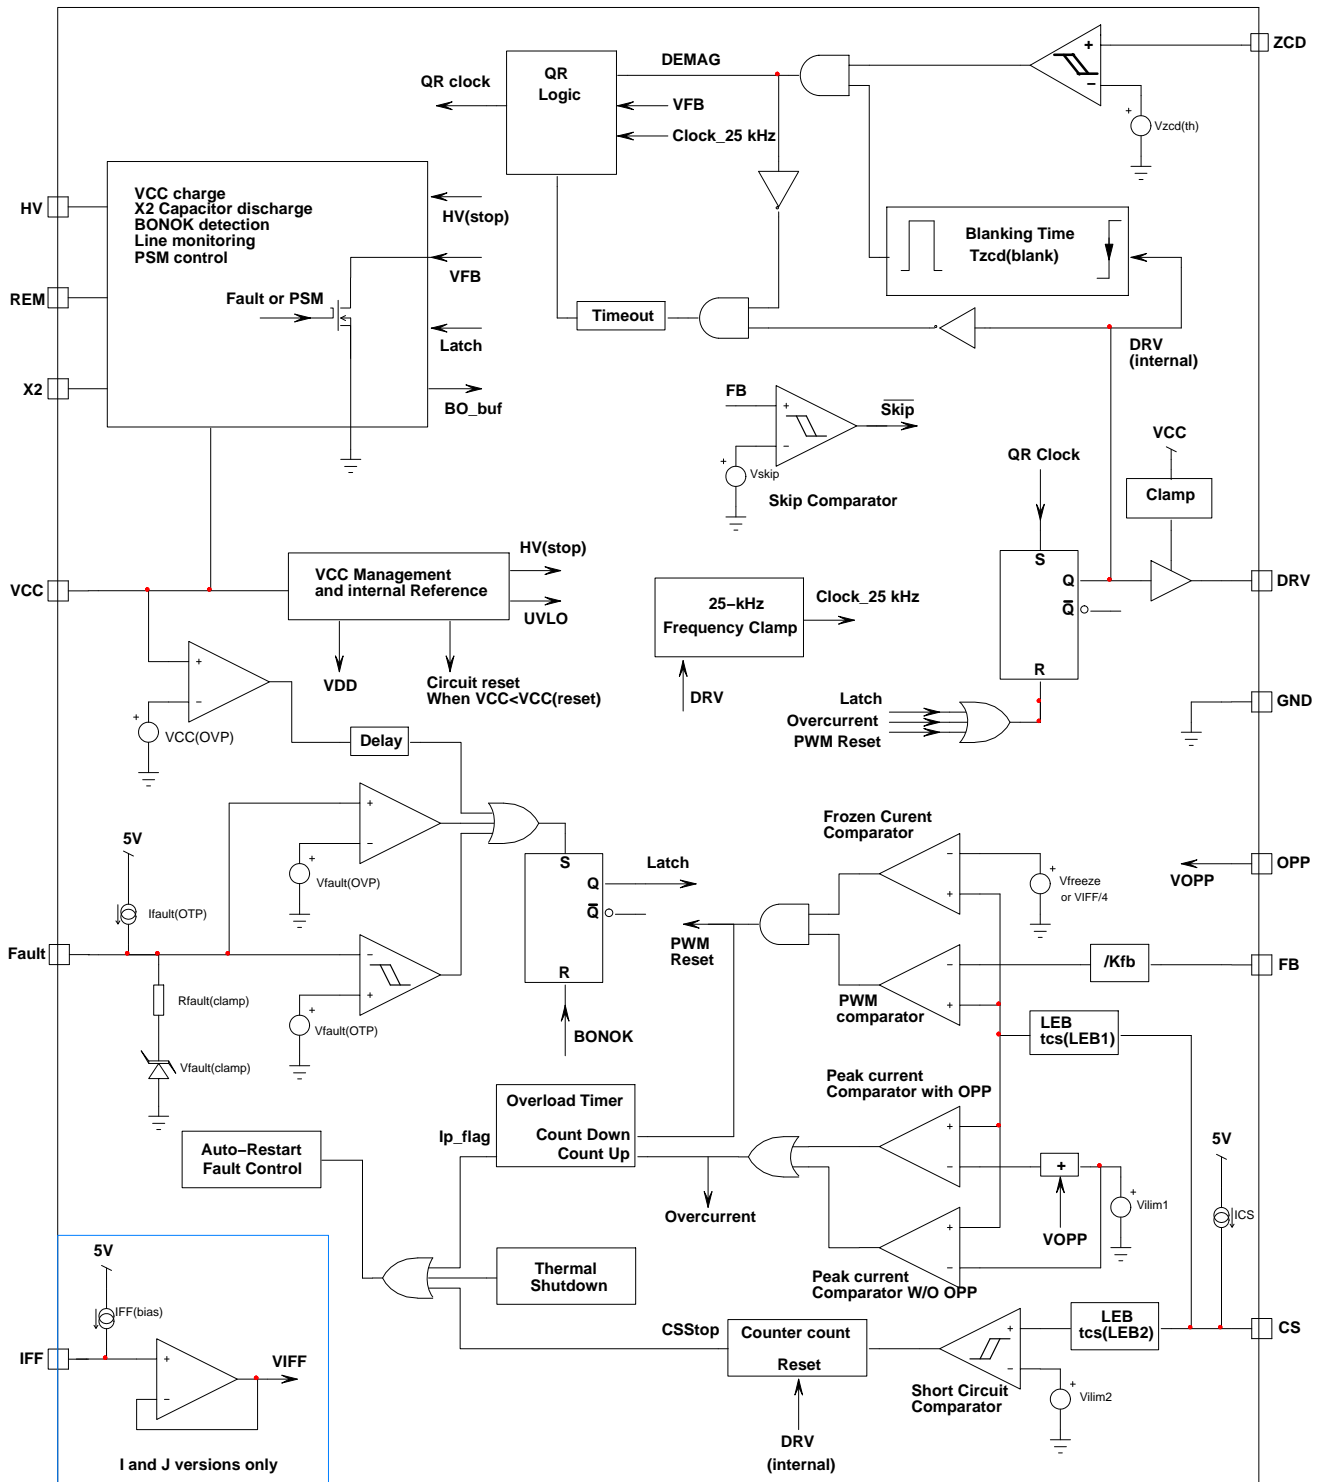 ZCD
DEMAG
QR
Logic
QR clock
VFB
Clock_25 kHz
+
−
+
Vzcd(th)
VCC charge
X2 Capacitor discharge
BONOK detection
Line monitoring
PSM control
HV
HV(stop)
VFB
REM
Fault or PSM
Latch
X2
BO_buf
Blanking Time
Tzcd(blank)
Timeout
DRV
(internal)
FB
+
−
Skip
+
Vskip
Skip Comparator
VCC
Clamp
QR Clock
S
Q
Q
R
DRV
VCC
VCC Management
and internal Reference
HV(stop)
UVLO
VDD
Circuit reset
When VCC<VCC(reset)
25−kHz
Frequency Clamp
Clock_25 kHz
DRV
Latch
Overcurrent
PWM Reset
GND
+
−
+
VCC(OVP)
Delay
+
−
+
Vfault(OVP)
5V
Ifault(OTP)
Fault
−
+
+
Vfault(OTP)
Rfault(clamp)
Vfault(clamp)
S
Q
Q
R
Latch
BONOK
PWM
Reset
Frozen Curent
Comparator
−
+
+
Vfreeze
or VIFF/4
OPP
VOPP
−
+
PWM
comparator
/Kfb
FB
LEB
tcs(LEB1)
Peak current
Comparator with OPP
+
−
+
+
Vilim1
VOPP
5V
ICS
Overload Timer
Count Down
Count Up
Ip_flag
Auto−Restart
Fault Control
Overcurrent
+
−
Peak current
Comparator W/O OPP
Thermal
Shutdown
CSStop
Counter count
Reset
DRV
(internal)
+
−
Short Circuit
Comparator
LEB
tcs(LEB2)
+
Vilim2
CS
5V
IFF(bias)
IFF
+
−
VIFF
I and J versions only